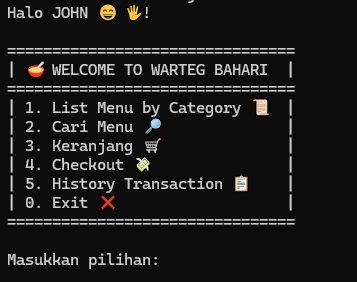 Halo JOHN 😁 🖐!
================================
| 🍜 WELCOME TO WARTEG BAHARI  |
================================
| 1. List Menu by Category 📜  |
| 2. Cari Menu 🔎              |
| 3. Keranjang 🛒              |
| 4. Checkout 💸               |
| 5. History Transaction 📋    |
| 0. Exit ❌                   |
================================
Masukkan pilihan: